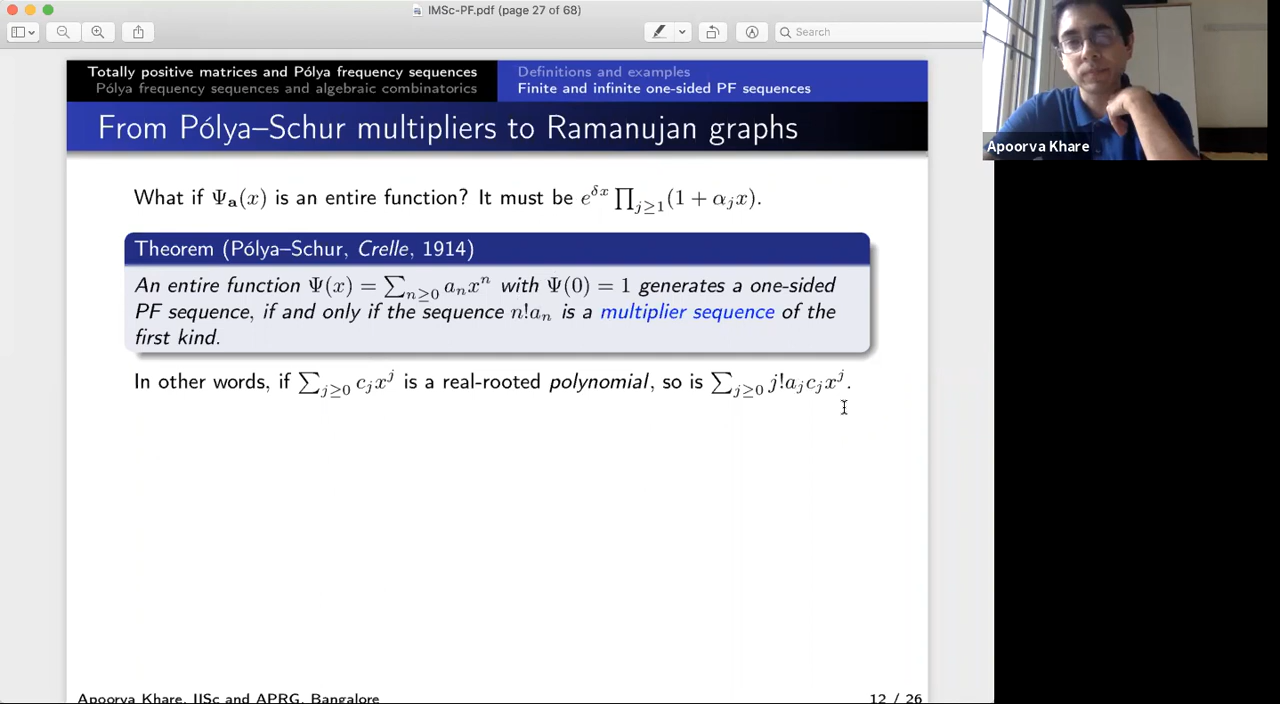 IMSc-PF.pdf (page 27 of 68)
Search
Totally positive matrices and Pólya frequency sequences
Pólya frequency sequences and algebraic combinatorics
Definitions and examples
Finite and infinite one-sided PF sequences
From Pólya–Schur multipliers to Ramanujan graphs
Apoorva Khare
What if Ψ_𝐚(x) is an entire function? It must be e^{δx} ∏_{j≥1}(1 + α_j x).
Theorem (Pólya–Schur, Crelle, 1914)
An entire function Ψ(x) = ∑_{n≥0} a_n x^n with Ψ(0) = 1 generates a one-sided
PF sequence, if and only if the sequence n!a_n is a multiplier sequence of the
first kind.
In other words, if ∑_{j≥0} c_j x^j is a real-rooted polynomial, so is ∑_{j≥0} j!a_j c_j x^j.
Apoorva Khare, IISc and APRG, Bangalore
12 / 26